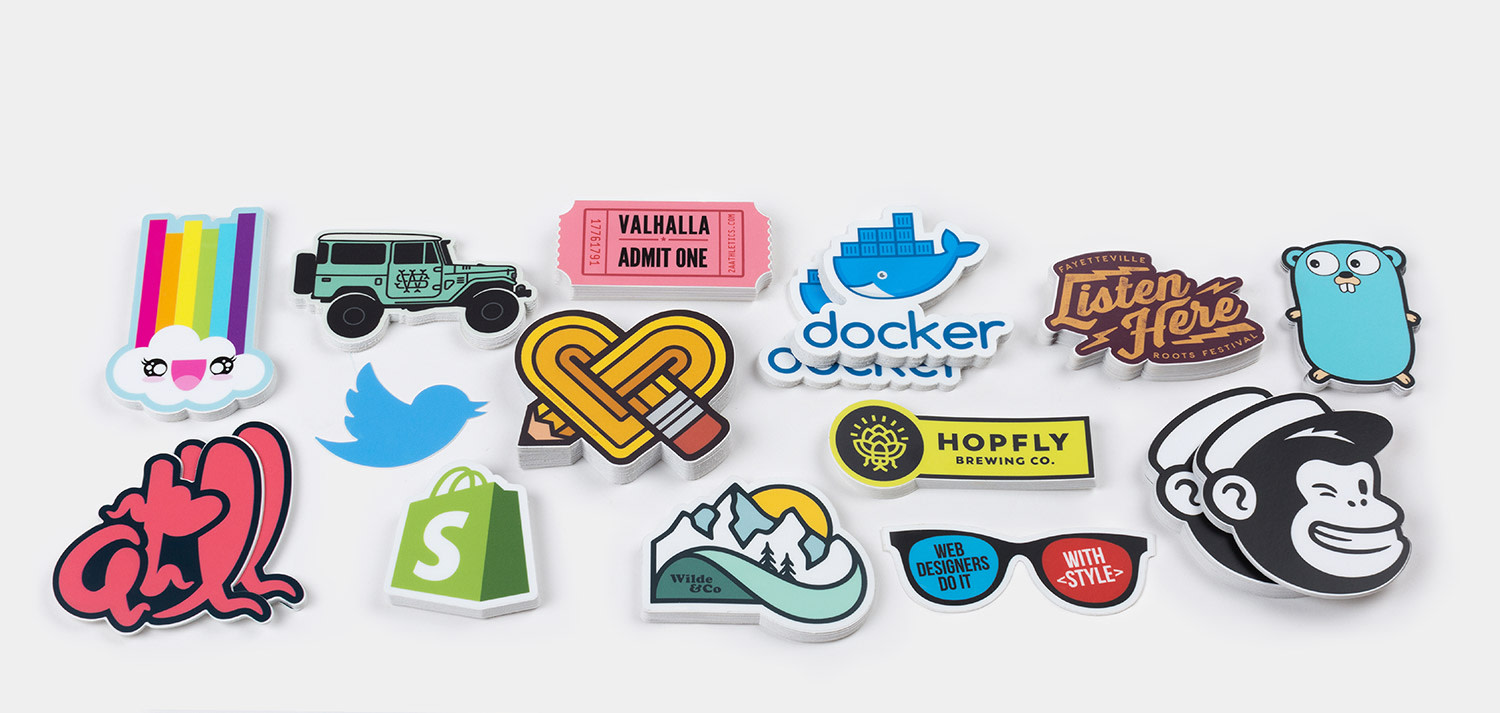 VALHALLA
ADMIT ONE
17761791
2AATHLETICS.COM
docker
docker
FAYETTEVILLE
Listen
Here
ROOTS FESTIVAL
HOPFLY
BREWING CO.
S
Wilde
&Co
WEB
DESIGNERS
DO IT
WITH
<STYLE>